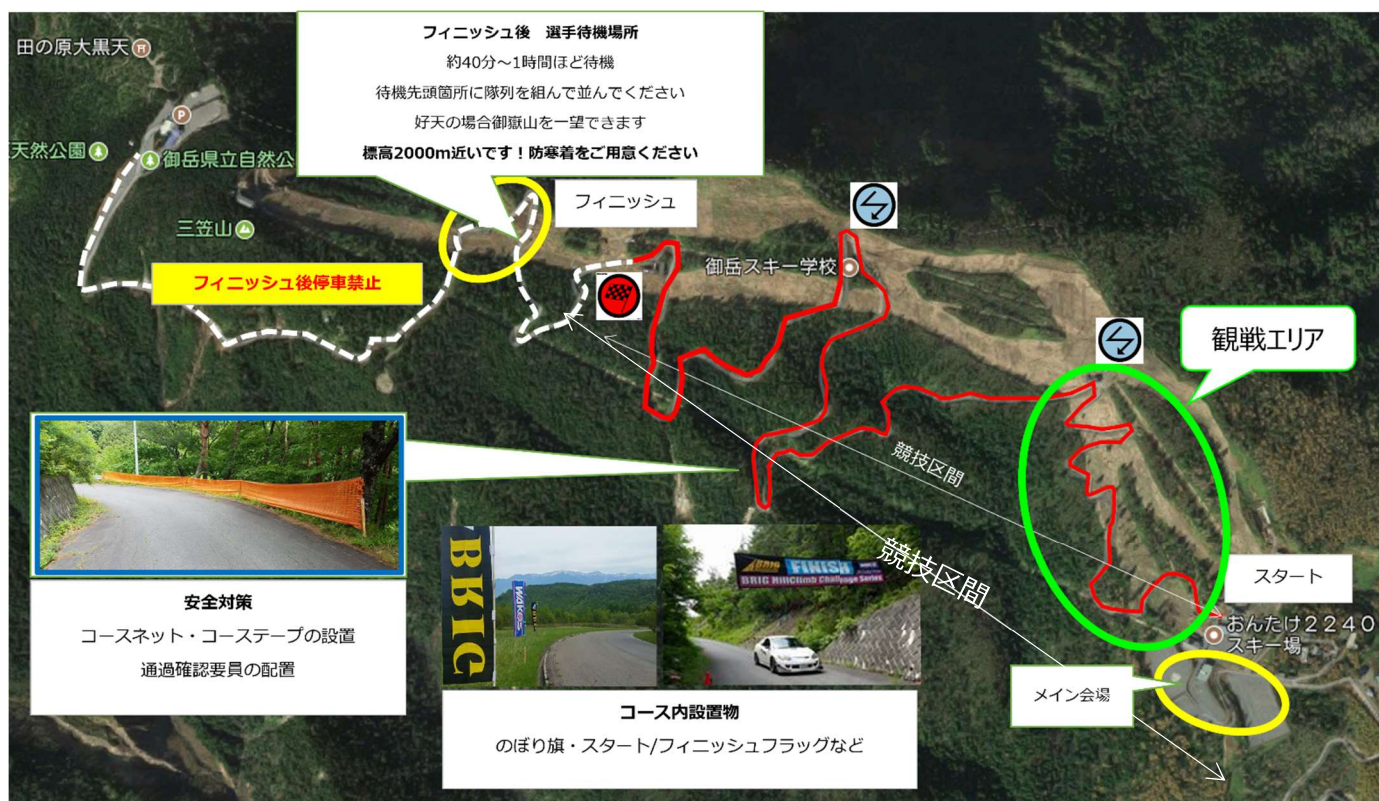 フィニッシュ後　選手待機場所
約40分～1時間ほど待機
待機先頭箇所に隊列を組んで並んでください
好天の場合御嶽山を一望できます
標高2000m近いです！防寒着をご用意ください
田の原大黒天
P
天然公園
御岳県立自然公
三笠山
フィニッシュ
フィニッシュ後停車禁止
御岳スキー学校
観戦エリア
競技区間
競技区間
スタート
おんたけ２２４０
スキー場
メイン会場
安全対策
コースネット・コーステープの設置
通過確認要員の配置
BRIG
WAKO'S
BRIG
FINISH
BRIG HillClimb Challenge Series
コース内設置物
のぼり旗・スタート/フィニッシュフラッグなど